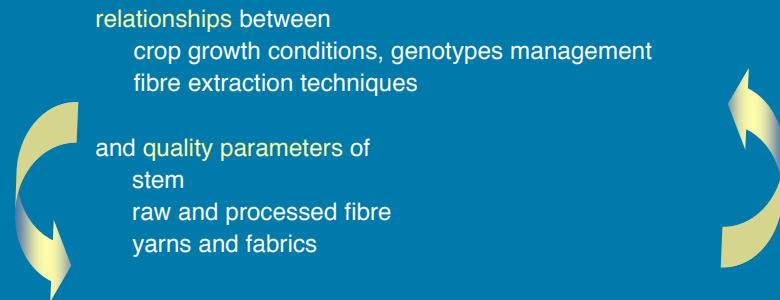 relationships between
crop growth conditions, genotypes management
fibre extraction techniques
and quality parameters of
stem
raw and processed fibre
yarns and fabrics